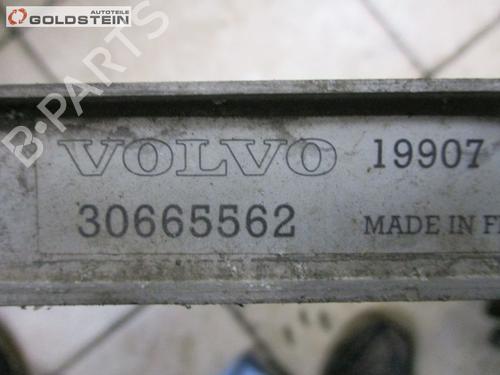 AUTOTEILE
GOLDSTEIN
B-PARTS
VOLVO 19907
30665562 MADE IN F